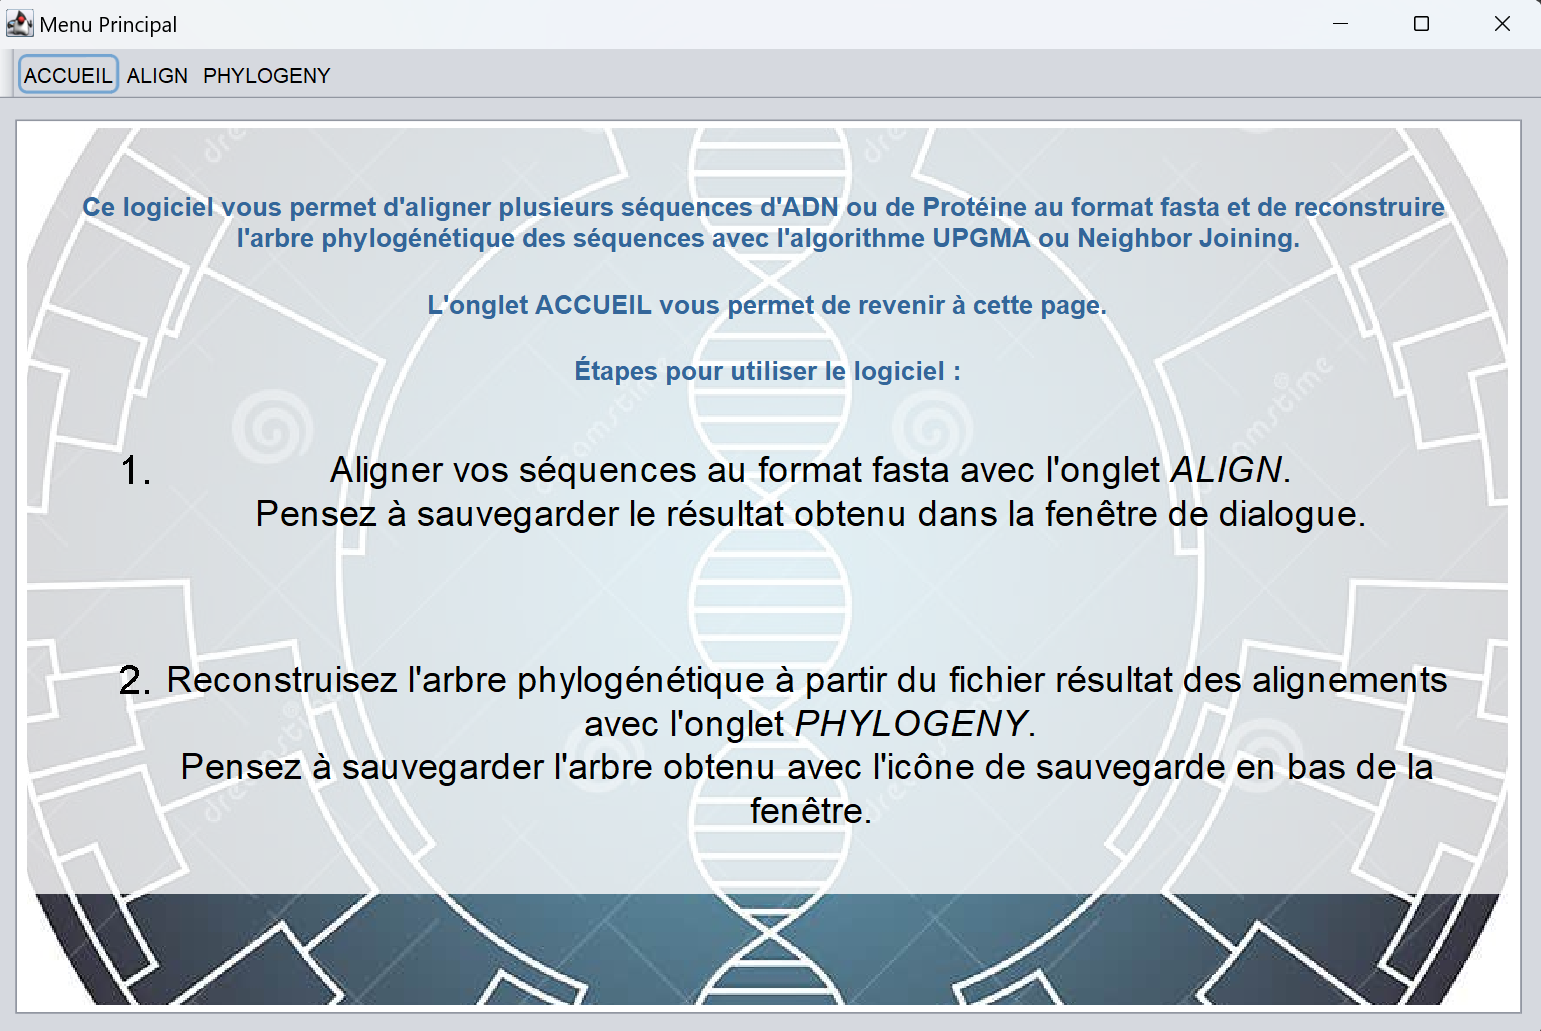 Menu Principal
ACCUEIL ALIGN PHYLOGENY
Ce logiciel vous permet d'aligner plusieurs séquences d'ADN ou de Protéine au format fasta et de reconstruire
l'arbre phylogénétique des séquences avec l'algorithme UPGMA ou Neighbor Joining.
L'onglet ACCUEIL vous permet de revenir à cette page.
Étapes pour utiliser le logiciel :
1. Aligner vos séquences au format fasta avec l'onglet ALIGN.
Pensez à sauvegarder le résultat obtenu dans la fenêtre de dialogue.
2. Reconstruisez l'arbre phylogénétique à partir du fichier résultat des alignements
avec l'onglet PHYLOGENY.
Pensez à sauvegarder l'arbre obtenu avec l'icône de sauvegarde en bas de la
fenêtre.